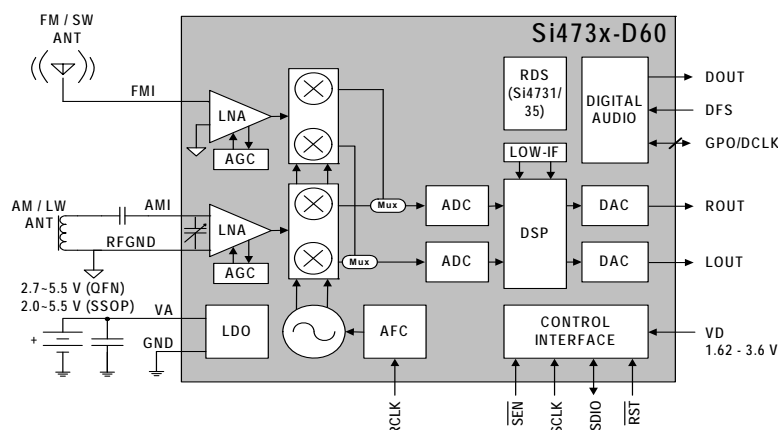 FM / SW
ANT
Si473x-D60
FMI
LNA
AGC
RDS
(Si4731/
35)
DIGITAL
AUDIO
DOUT
DFS
GPO/DCLK
LOW-IF
AM / LW
ANT
AMI
RFGND
LNA
AGC
Mux
Mux
ADC
ADC
DSP
DAC
DAC
ROUT
LOUT
2.7~5.5 V (QFN)
2.0~5.5 V (SSOP)
VA
GND
+
LDO
AFC
CONTROL
INTERFACE
VD
1.62 - 3.6 V
RCLK
SEN
SCLK
SDIO
RST